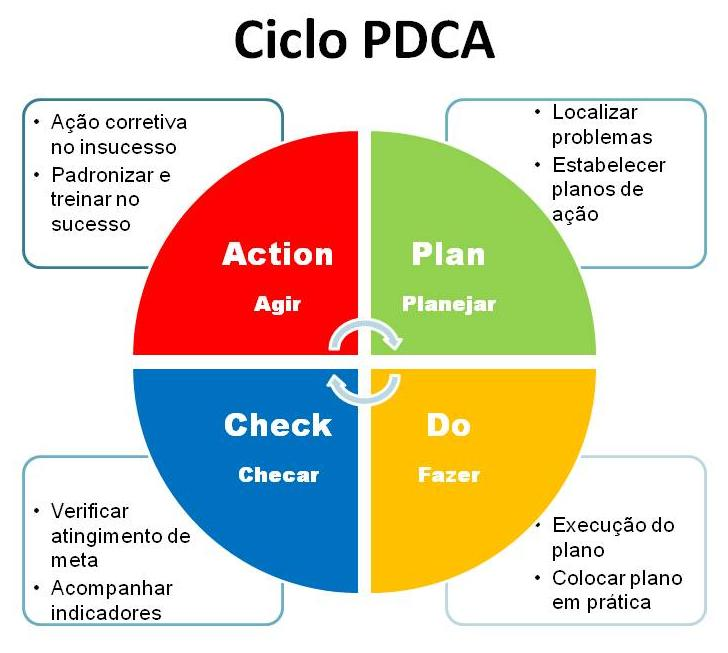 Ciclo PDCA
• Ação corretiva
no insucesso
• Padronizar e
treinar no
sucesso
• Localizar
problemas
• Estabelecer
planos de
ação
Action
Agir
Plan
Planejar
Check
Checar
Do
Fazer
• Verificar
atingimento de
meta
• Acompanhar
indicadores
• Execução do
plano
• Colocar plano
em prática